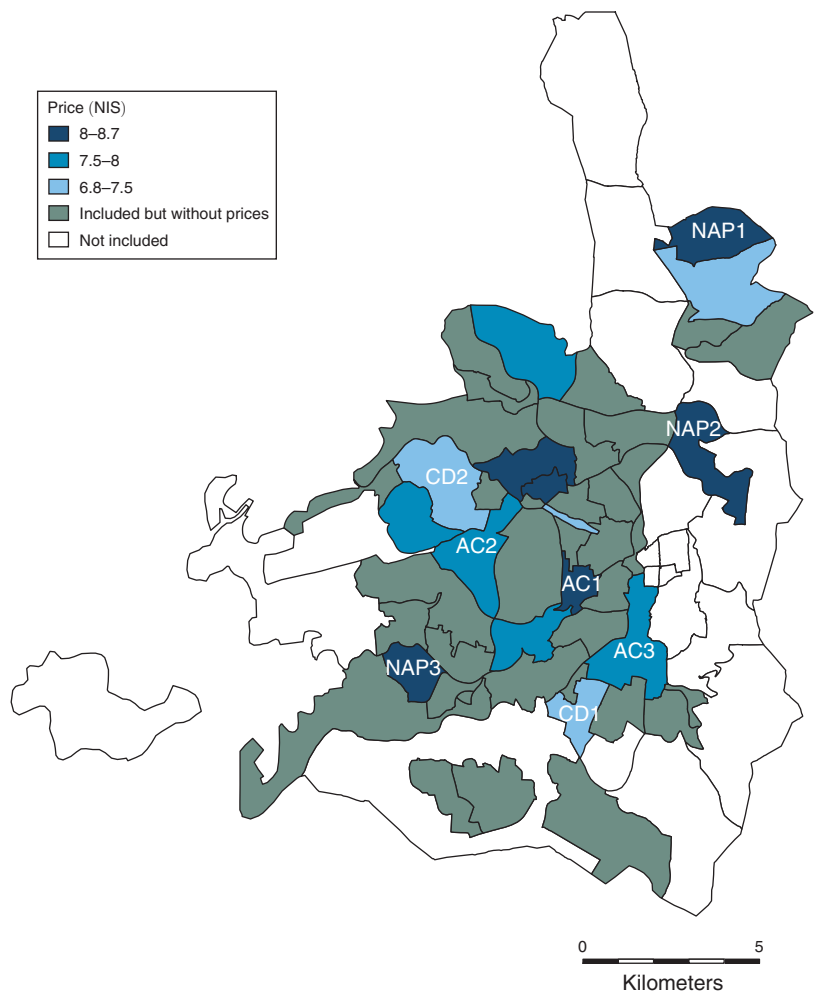 Price (NIS)
8–8.7
7.5–8
6.8–7.5
Included but without prices
Not included
NAP1
NAP2
CD2
AC2
AC1
AC3
NAP3
CD1
0 5
Kilometers